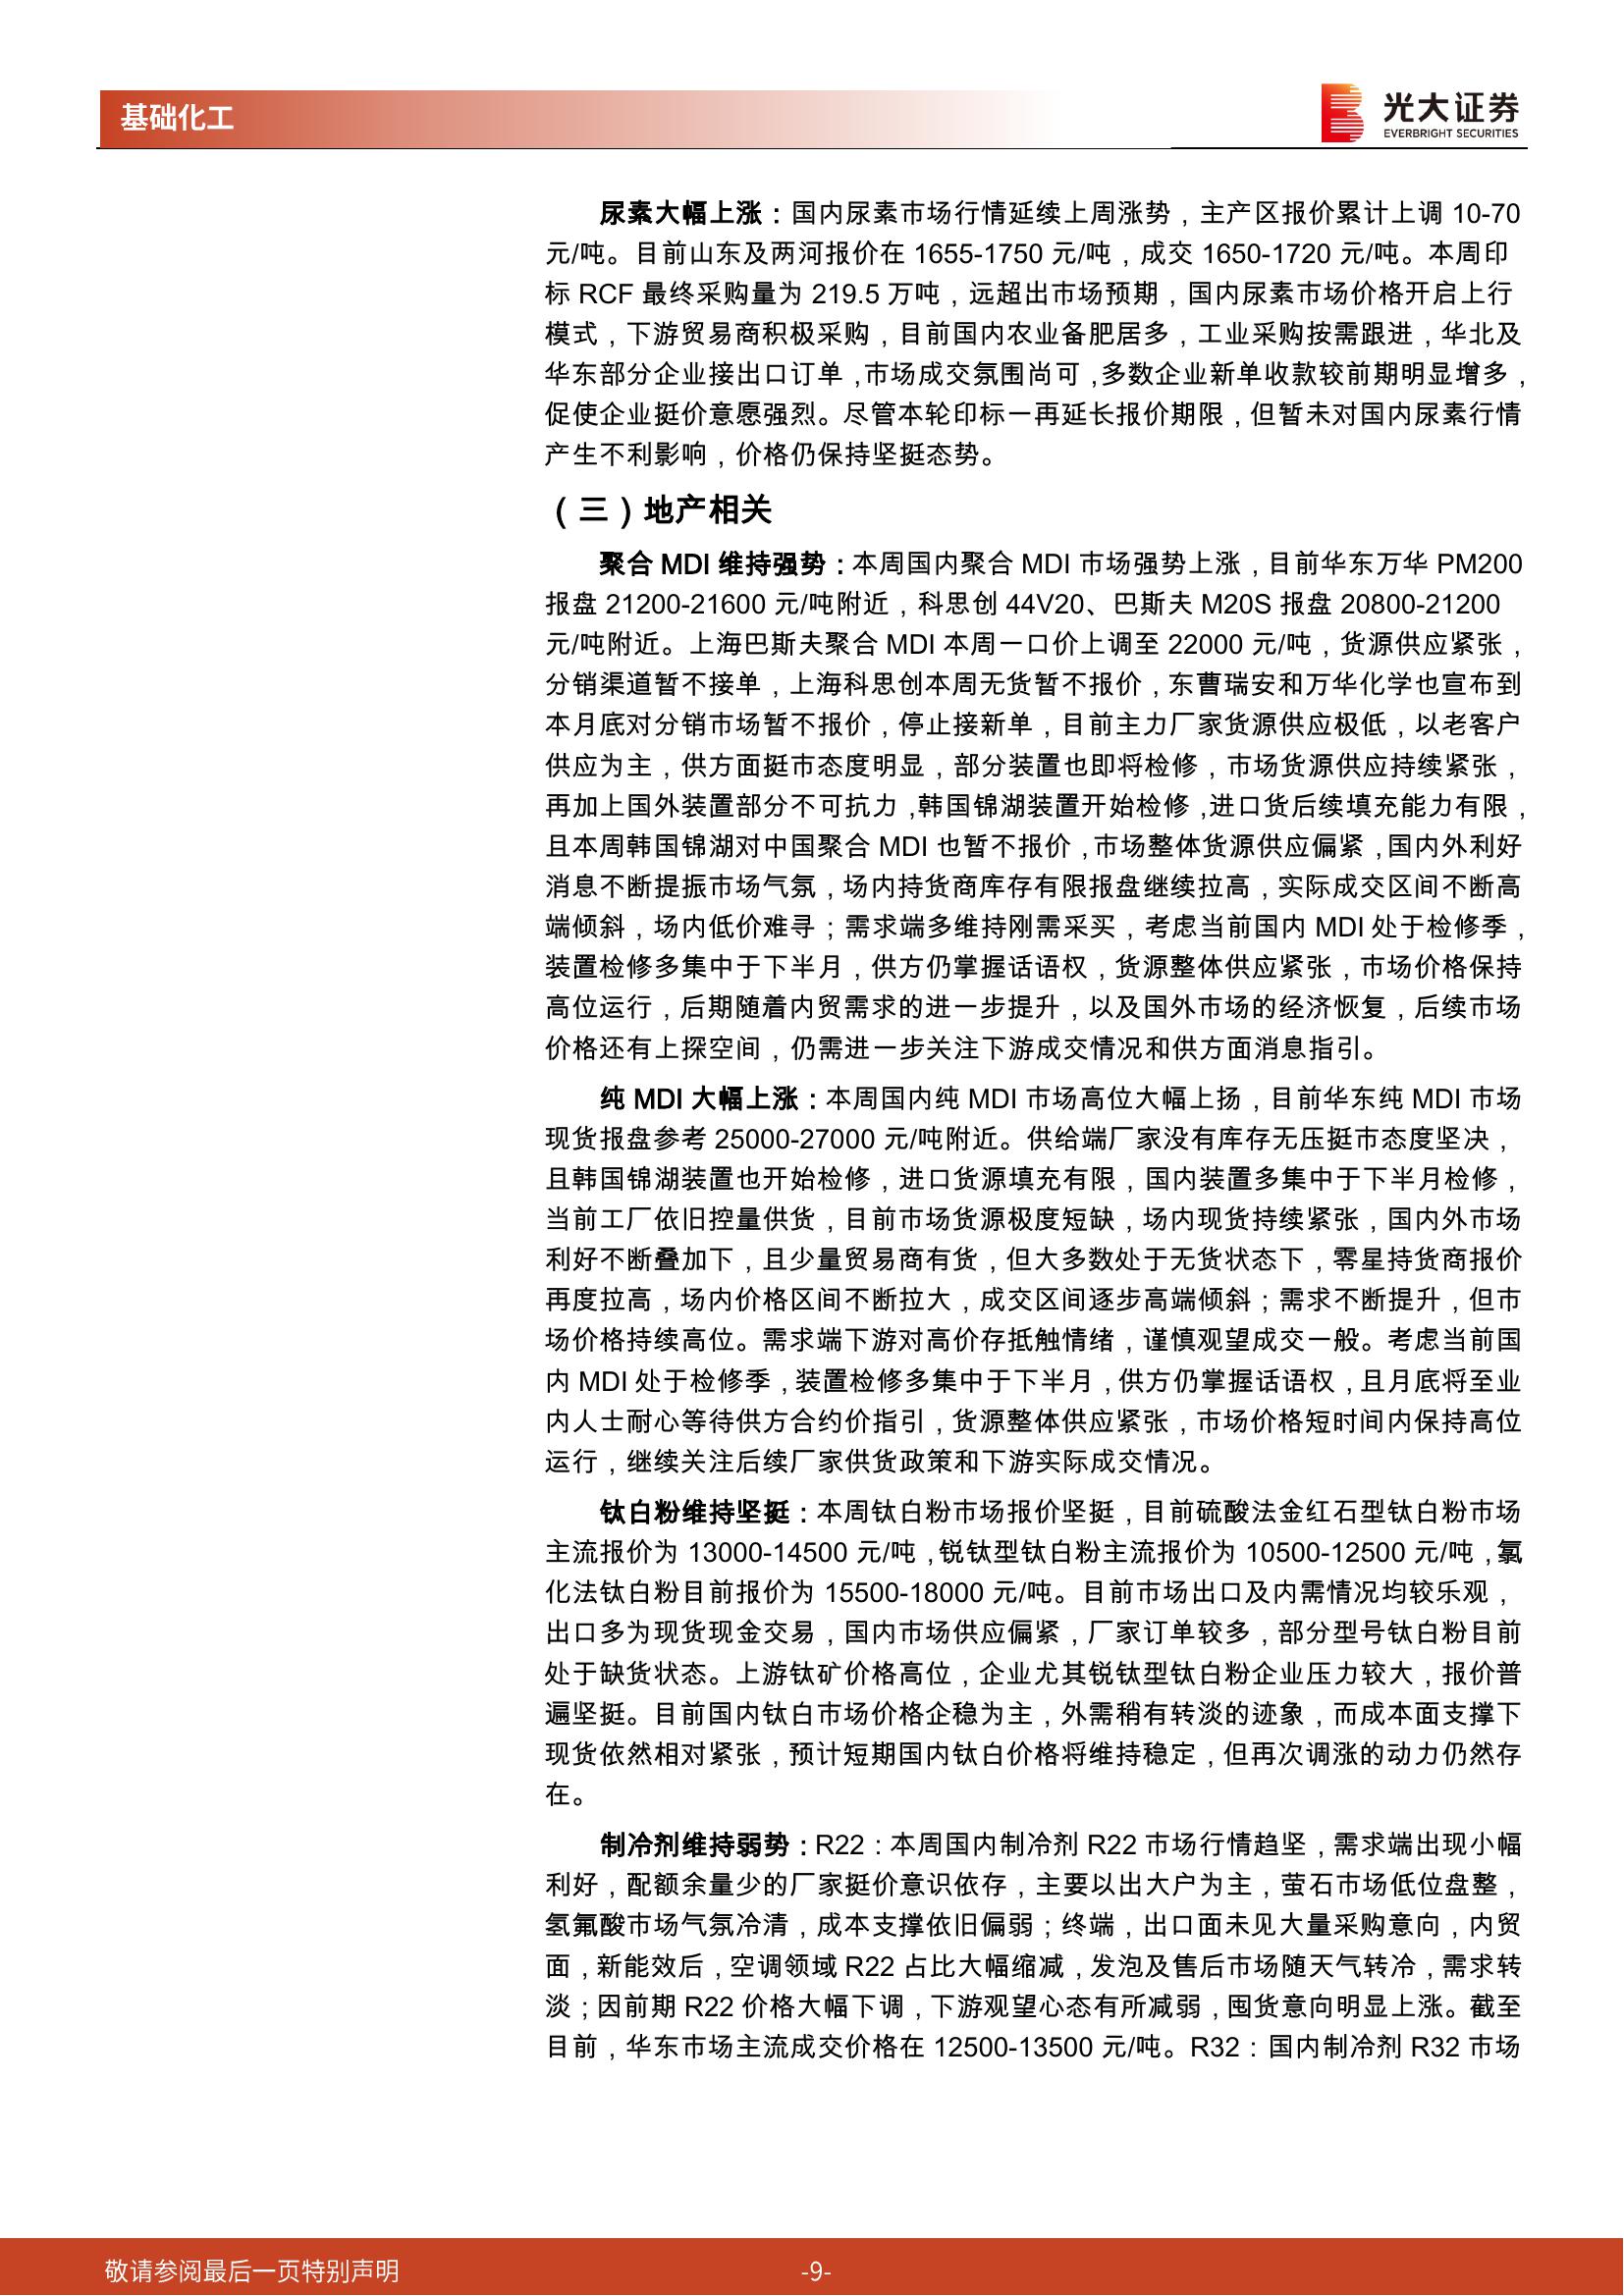 基础化工
光大证券
EVERBRIGHT SECURITIES
尿素大幅上涨：国内尿素市场行情延续上周涨势，主产区报价累计上调 10-70
元/吨。目前山东及两河报价在 1655-1750 元/吨，成交 1650-1720 元/吨。本周印
标 RCF 最终采购量为 219.5 万吨，远超出市场预期，国内尿素市场价格开启上行
模式，下游贸易商积极采购，目前国内农业备肥居多，工业采购按需跟进，华北及
华东部分企业接出口订单，市场成交氛围尚可，多数企业新单收款较前期明显增多，
促使企业挺价意愿强烈。尽管本轮印标一再延长报价期限，但暂未对国内尿素行情
产生不利影响，价格仍保持坚挺态势。
（三）地产相关
聚合 MDI 维持强势：本周国内聚合 MDI 市场强势上涨，目前华东万华 PM200
报盘 21200-21600 元/吨附近，科思创 44V20、巴斯夫 M20S 报盘 20800-21200
元/吨附近。上海巴斯夫聚合 MDI 本周一口价上调至 22000 元/吨，货源供应紧张，
分销渠道暂不接单，上海科思创本周无货暂不报价，东曹瑞安和万华化学也宣布到
本月底对分销市场暂不报价，停止接新单，目前主力厂家货源供应极低，以老客户
供应为主，供方面挺市态度明显，部分装置也即将检修，市场货源供应持续紧张，
再加上国外装置部分不可抗力，韩国锦湖装置开始检修，进口货后续填充能力有限，
且本周韩国锦湖对中国聚合 MDI 也暂不报价，市场整体货源供应偏紧，国内外利好
消息不断提振市场气氛，场内持货商库存有限报盘继续拉高，实际成交区间不断高
端倾斜，场内低价难寻；需求端多维持刚需采买，考虑当前国内 MDI 处于检修季，
装置检修多集中于下半月，供方仍掌握话语权，货源整体供应紧张，市场价格保持
高位运行，后期随着内贸需求的进一步提升，以及国外市场的经济恢复，后续市场
价格还有上探空间，仍需进一步关注下游成交情况和供方面消息指引。
纯 MDI 大幅上涨：本周国内纯 MDI 市场高位大幅上扬，目前华东纯 MDI 市场
现货报盘参考 25000-27000 元/吨附近。供给端厂家没有库存无压挺市态度坚决，
且韩国锦湖装置也开始检修，进口货源填充有限，国内装置多集中于下半月检修，
当前工厂依旧控量供货，目前市场货源极度短缺，场内现货持续紧张，国内外市场
利好不断叠加下，且少量贸易商有货，但大多数处于无货状态下，零星持货商报价
再度拉高，场内价格区间不断拉大，成交区间逐步高端倾斜；需求不断提升，但市
场价格持续高位。需求端下游对高价存抵触情绪，谨慎观望成交一般。考虑当前国
内 MDI 处于检修季，装置检修多集中于下半月，供方仍掌握话语权，且月底将至业
内人士耐心等待供方合约价指引，货源整体供应紧张，市场价格短时间内保持高位
运行，继续关注后续厂家供货政策和下游实际成交情况。
钛白粉维持坚挺：本周钛白粉市场报价坚挺，目前硫酸法金红石型钛白粉市场
主流报价为 13000-14500 元/吨，锐钛型钛白粉主流报价为 10500-12500 元/吨，氯
化法钛白粉目前报价为 15500-18000 元/吨。目前市场出口及内需情况均较乐观，
出口多为现货现金交易，国内市场供应偏紧，厂家订单较多，部分型号钛白粉目前
处于缺货状态。上游钛矿价格高位，企业尤其锐钛型钛白粉企业压力较大，报价普
遍坚挺。目前国内钛白市场价格企稳为主，外需稍有转淡的迹象，而成本面支撑下
现货依然相对紧张，预计短期国内钛白价格将维持稳定，但再次调涨的动力仍然存
在。
制冷剂维持弱势：R22：本周国内制冷剂 R22 市场行情趋坚，需求端出现小幅
利好，配额余量少的厂家挺价意识依存，主要以出大户为主，萤石市场低位盘整，
氢氟酸市场气氛冷清，成本支撑依旧偏弱；终端，出口面未见大量采购意向，内贸
面，新能效后，空调领域 R22 占比大幅缩减，发泡及售后市场随天气转冷，需求转
淡；因前期 R22 价格大幅下调，下游观望心态有所减弱，囤货意向明显上涨。截至
目前，华东市场主流成交价格在 12500-13500 元/吨。R32：国内制冷剂 R32 市场
敬请参阅最后一页特别声明
-9-